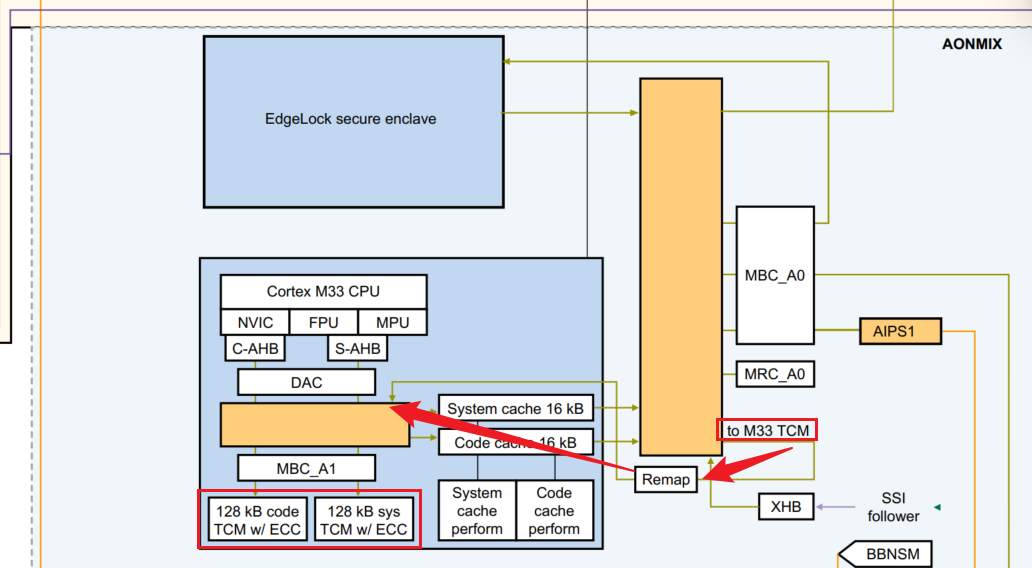 AONMIX
EdgeLock secure enclave
Cortex M33 CPU
NVIC
FPU
MPU
C-AHB
S-AHB
DAC
MBC_A1
128 kB code
TCM w/ ECC
128 kB sys
TCM w/ ECC
System cache 16 kB
Code cache 16 kB
System
cache
perform
Code
cache
perform
MBC_A0
AIPS1
MRC_A0
to M33 TCM
Remap
XHB
SSI
follower
BBNSM